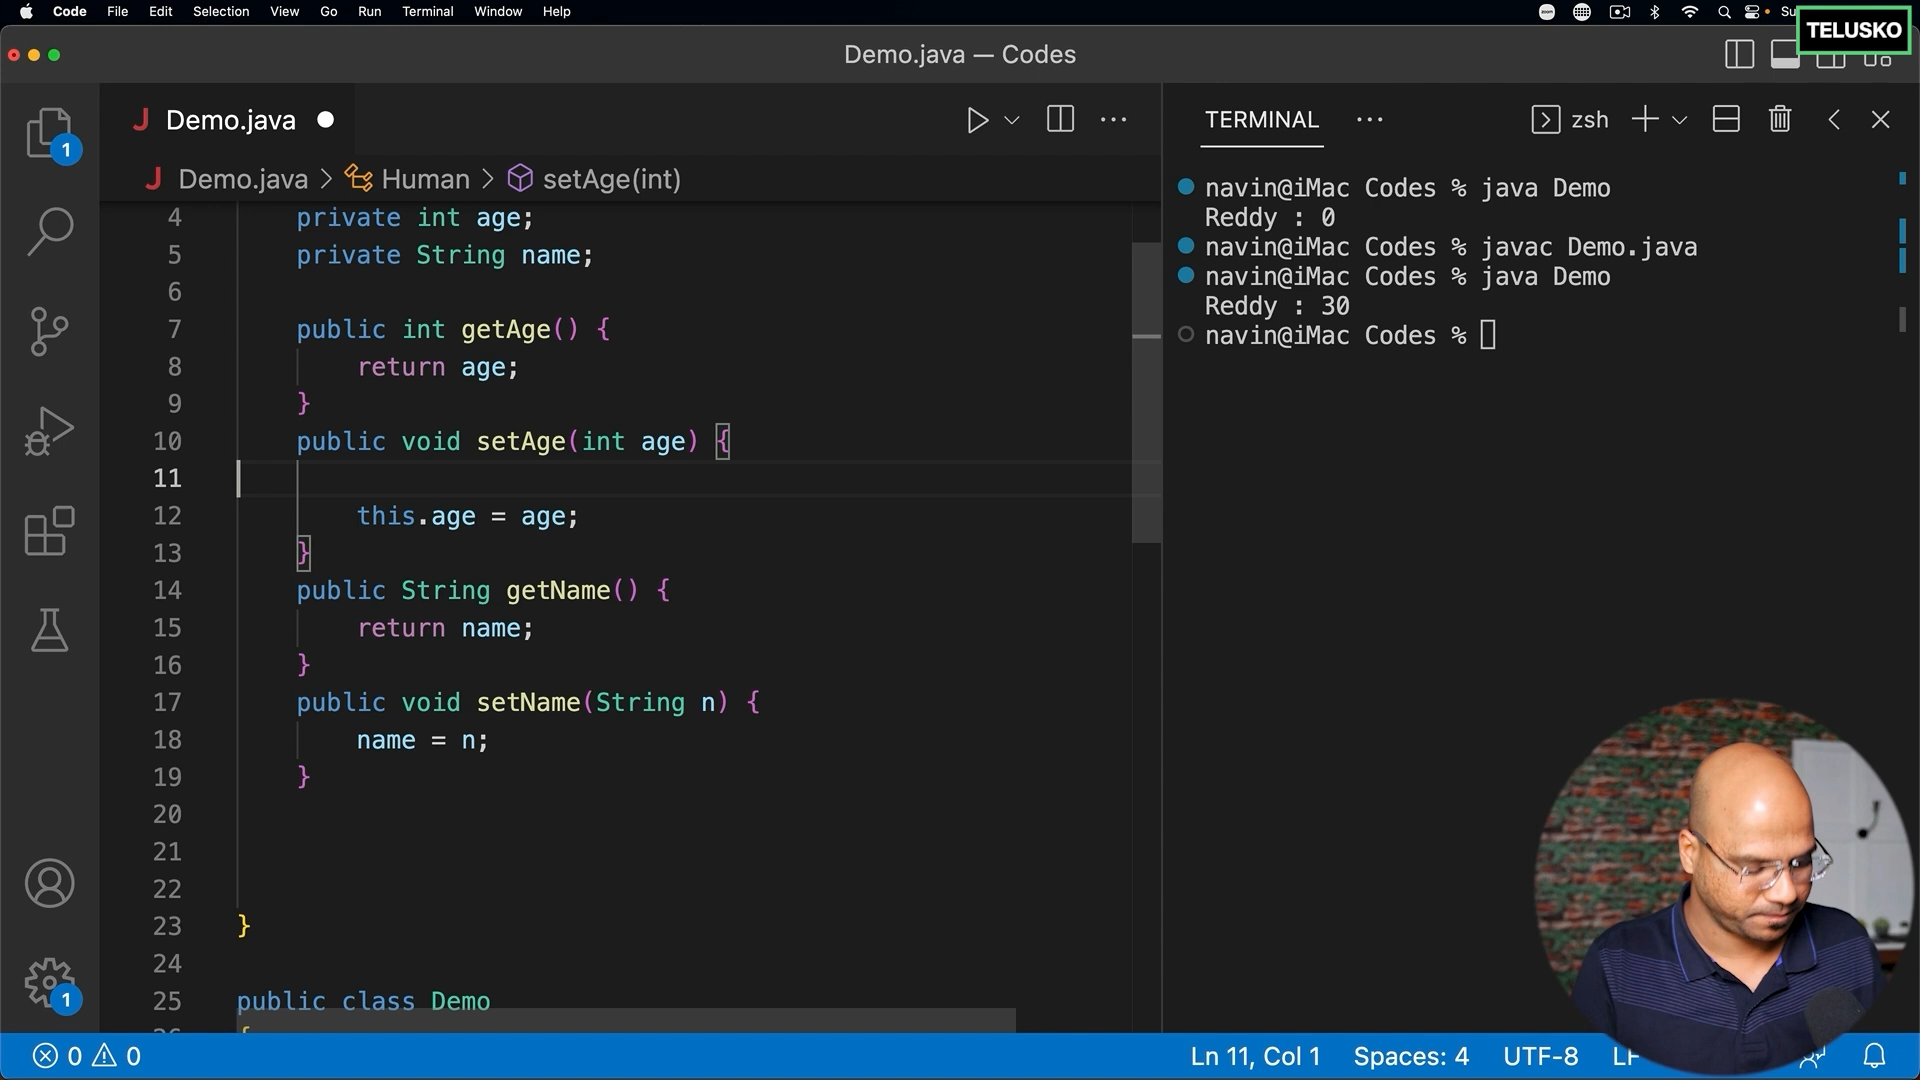 Code File Edit Selection View Go Run Terminal Window Help
zoom
TELUSKO
Demo.java — Codes
Demo.java
Demo.java > Human > setAge(int)
4 private int age;
5 private String name;
6
7 public int getAge() {
8 return age;
9 }
10 public void setAge(int age) {
11
12 this.age = age;
13 }
14 public String getName() {
15 return name;
16 }
17 public void setName(String n) {
18 name = n;
19 }
20
21
22
23 }
24
25 public class Demo
26 {
TERMINAL ··· zsh
navin@iMac Codes % java Demo
Reddy : 0
navin@iMac Codes % javac Demo.java
navin@iMac Codes % java Demo
Reddy : 30
navin@iMac Codes %
1
1
0 0
Ln 11, Col 1 Spaces: 4 UTF-8 LF